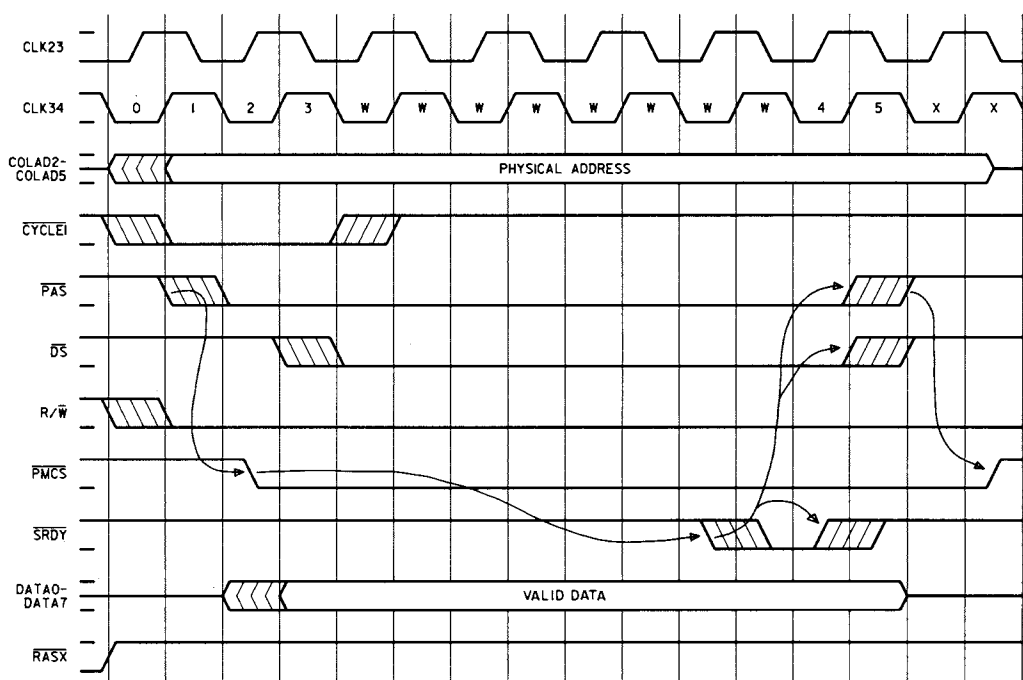 CLK23
CLK34 0 1 2 3 W W W W W W W W 4 5 X X
COLAD2-
COLAD5
PHYSICAL ADDRESS
CYCLEI
PAS
DS
R/W
PMCS
SRDY
DATA0-
DATA7
VALID DATA
RASX